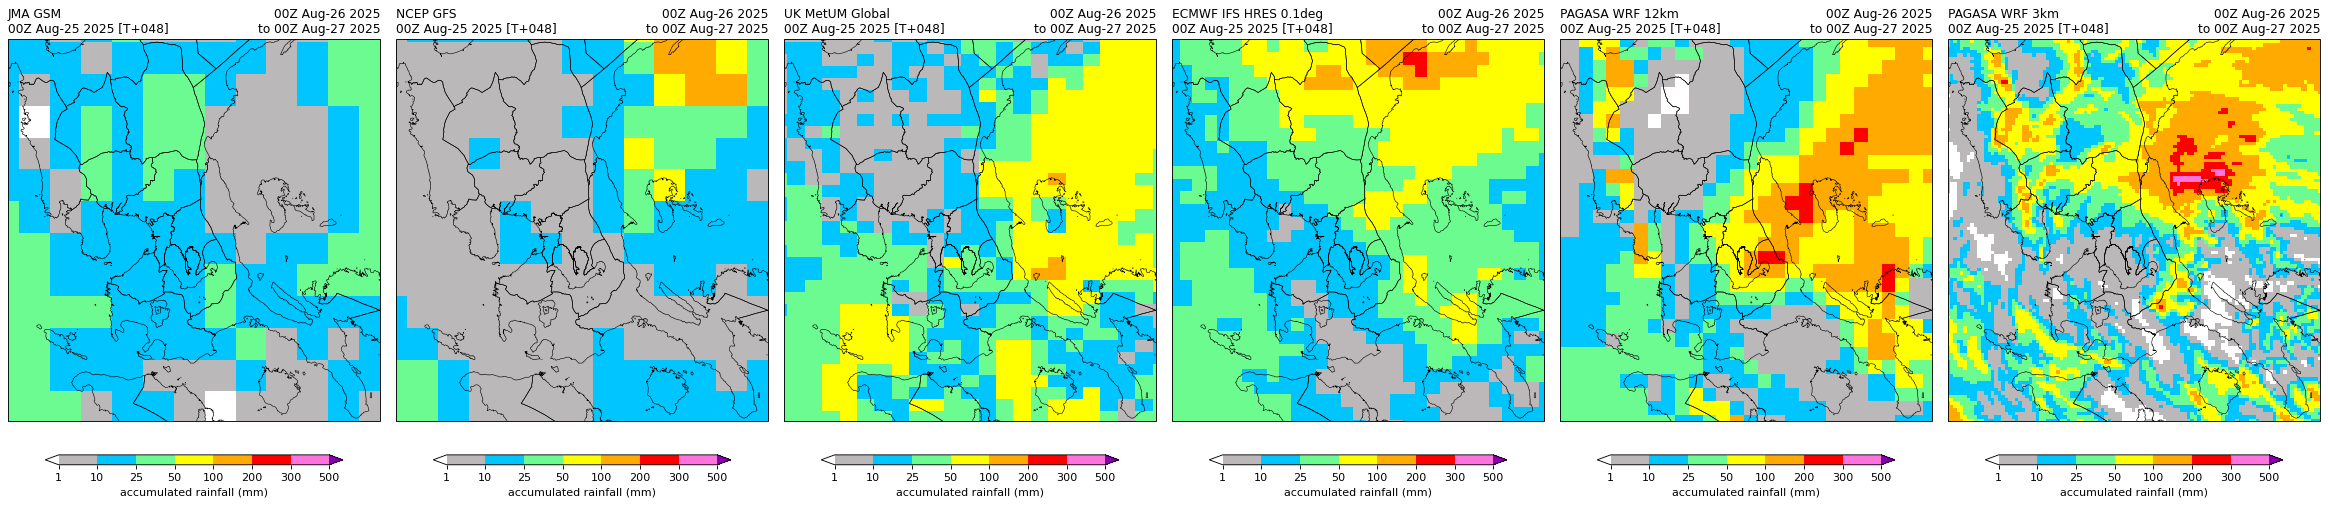 JMA GSM 00Z Aug-26 2025
00Z Aug-25 2025 [T+048] to 00Z Aug-27 2025
1 10 25 50 100 200 300 500
accumulated rainfall (mm)
NCEP GFS 00Z Aug-26 2025
00Z Aug-25 2025 [T+048] to 00Z Aug-27 2025
1 10 25 50 100 200 300 500
accumulated rainfall (mm)
UK MetUM Global 00Z Aug-26 2025
00Z Aug-25 2025 [T+048] to 00Z Aug-27 2025
1 10 25 50 100 200 300 500
accumulated rainfall (mm)
ECMWF IFS HRES 0.1deg 00Z Aug-26 2025
00Z Aug-25 2025 [T+048] to 00Z Aug-27 2025
1 10 25 50 100 200 300 500
accumulated rainfall (mm)
PAGASA WRF 12km 00Z Aug-26 2025
00Z Aug-25 2025 [T+048] to 00Z Aug-27 2025
1 10 25 50 100 200 300 500
accumulated rainfall (mm)
PAGASA WRF 3km 00Z Aug-26 2025
00Z Aug-25 2025 [T+048] to 00Z Aug-27 2025
1 10 25 50 100 200 300 500
accumulated rainfall (mm)